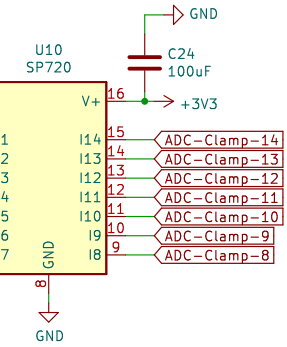 GND
U10
SP720
C24
100uF
16
V+
+3V3
1 I14 15 ADC-Clamp-14
2 I13 14 ADC-Clamp-13
3 I12 13 ADC-Clamp-12
4 I11 12 ADC-Clamp-11
5 I10 11 ADC-Clamp-10
6 I9 10 ADC-Clamp-9
7 I8 9 ADC-Clamp-8
GND
8
GND